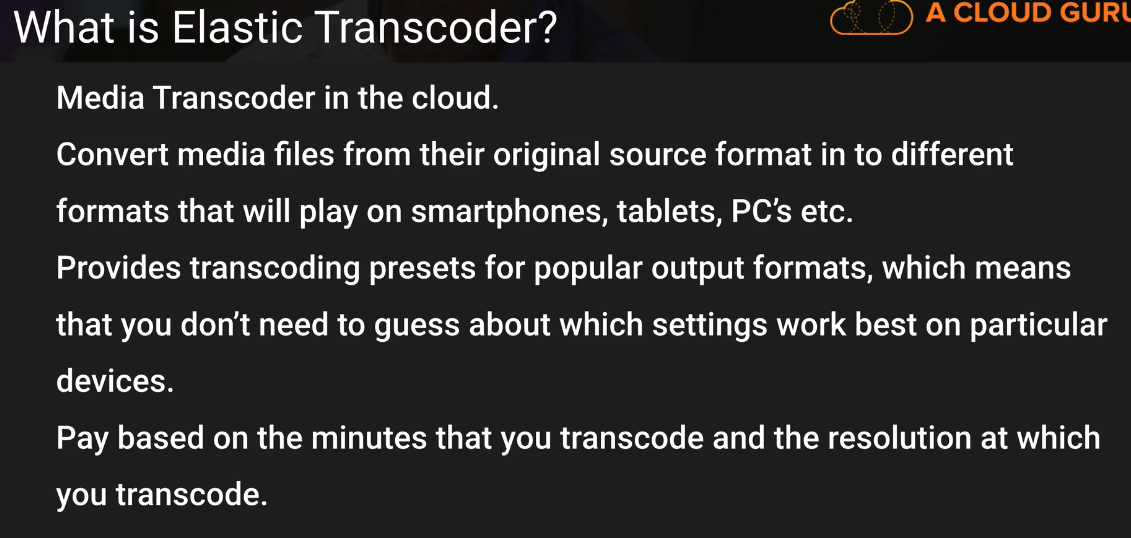 What is Elastic Transcoder?
A CLOUD GURU
Media Transcoder in the cloud.
Convert media files from their original source format in to different
formats that will play on smartphones, tablets, PC’s etc.
Provides transcoding presets for popular output formats, which means
that you don’t need to guess about which settings work best on particular
devices.
Pay based on the minutes that you transcode and the resolution at which
you transcode.